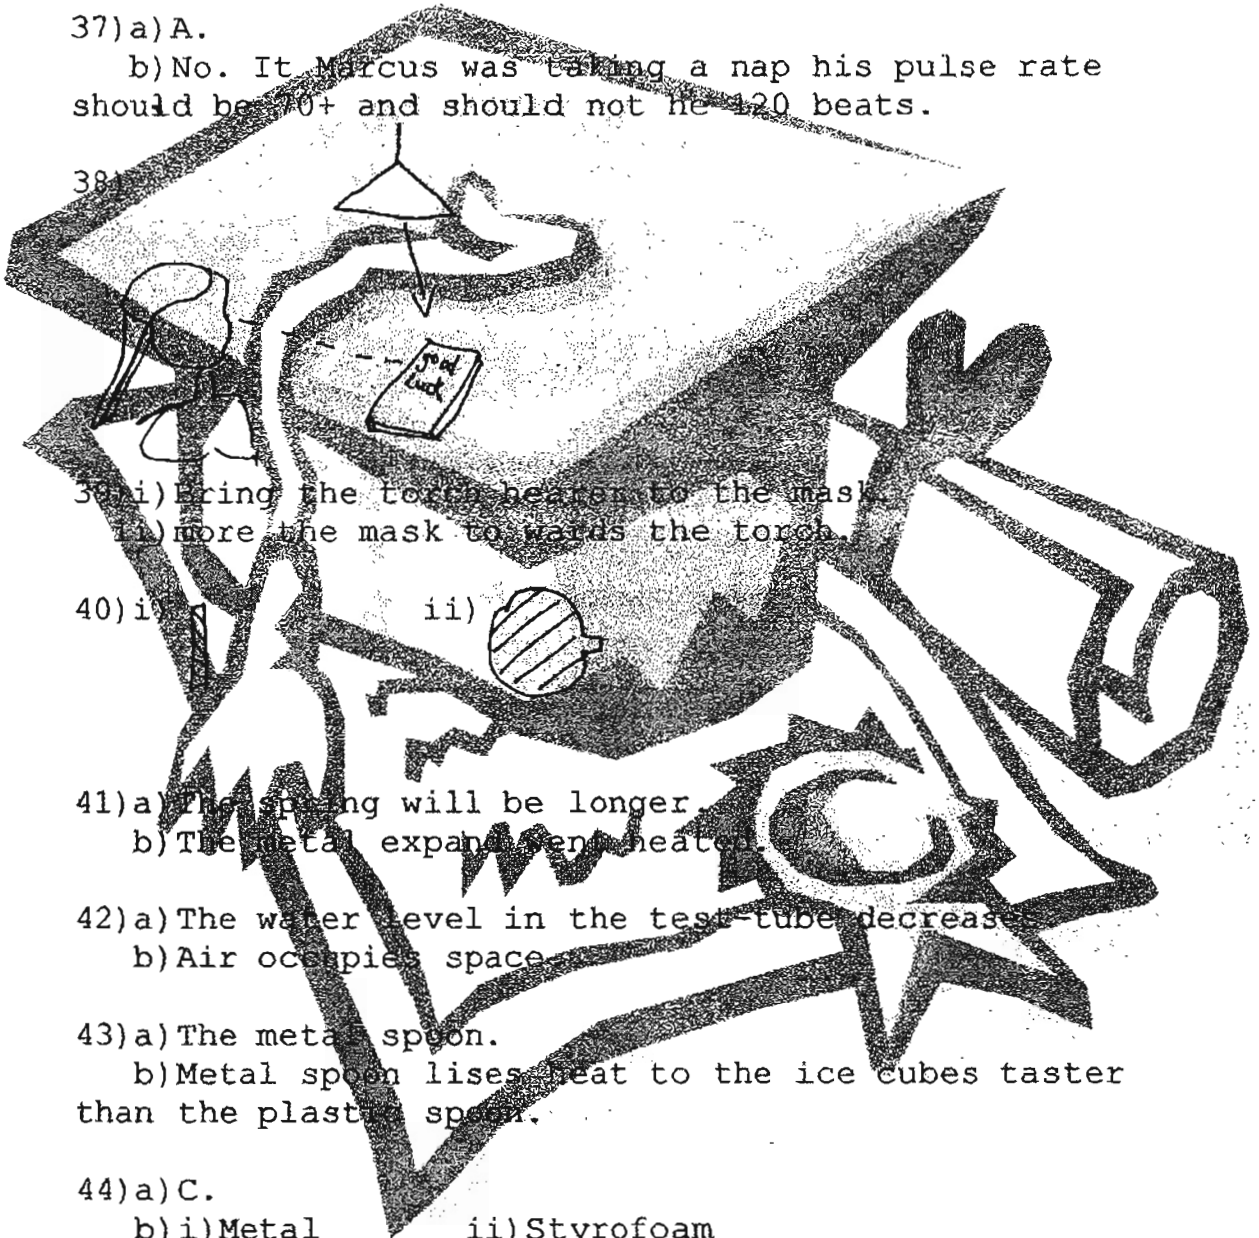 37)a)A.
b)No. It Marcus was taking a nap his pulse rate
should be 70+ and should not he 120 beats.
38)
good
luck
39)i)Bring the torch nearer to the mask.
ii)more the mask to wards the torch.
40)i) ii)
41)a)The spring will be longer.
b)The metal expand went heated.
42)a)The water level in the test-tube decreases
b)Air occupies space
43)a)The metal spoon.
b)Metal spoon lises heat to the ice cubes taster
than the plastic spoon.
44)a)C.
b)i)Metal ii)Styrofoam